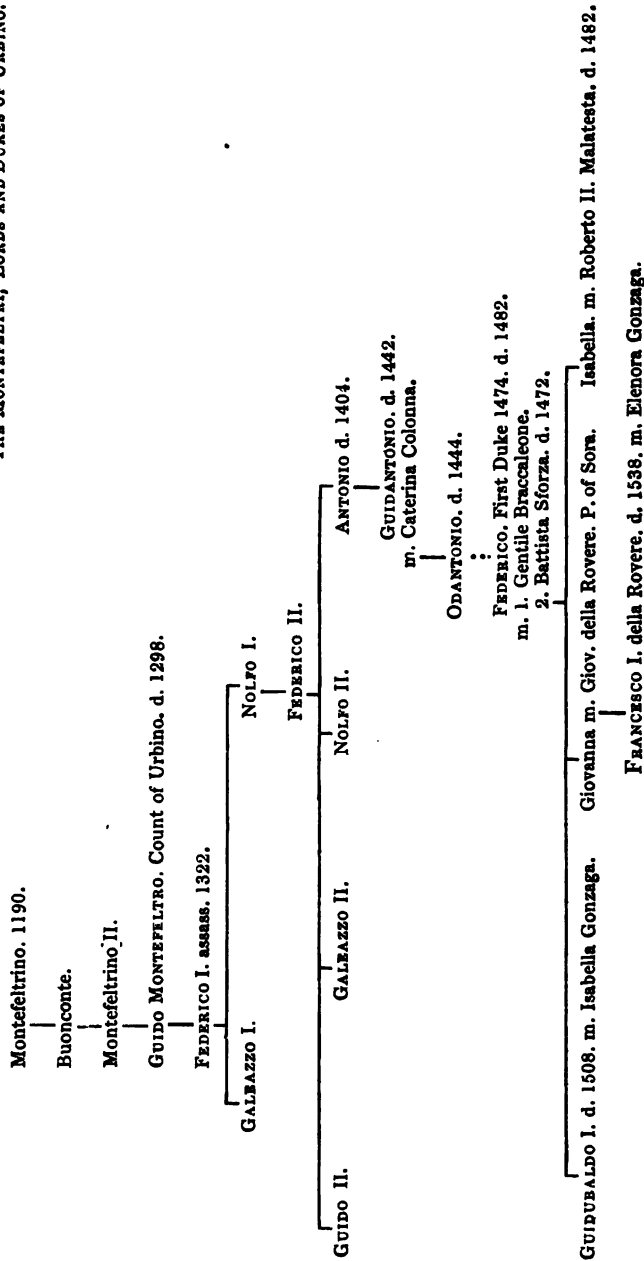 THE MONTEFELTRI, LORDS AND DUKES OF URBINO.
Montefeltrino. 1190.
Buonconte.
Montefeltrino II.
GUIDO MONTEFELTRO. Count of Urbino. d. 1298.
FEDERICO I. assass. 1322.
GALEAZZO I. NOLFO I.
FEDERICO II.
GUIDO II. GALEAZZO II. NOLFO II. ANTONIO d. 1404.
GUIDANTONIO. d. 1442.
m. Caterina Colonna.
ODANTONIO. d. 1444.
FEDERICO. First Duke 1474. d. 1482.
m. 1. Gentile Braccaleone.
2. Battista Sforza. d. 1472.
GUIDUBALDO I. d. 1508. m. Isabella Gonzaga. Giovanna m. Giov. della Rovere. P. of Sora. Isabella. m. Roberto II. Malatesta. d. 1482.
FRANCESCO I. della Rovere. d. 1538. m. Elenora Gonzaga.